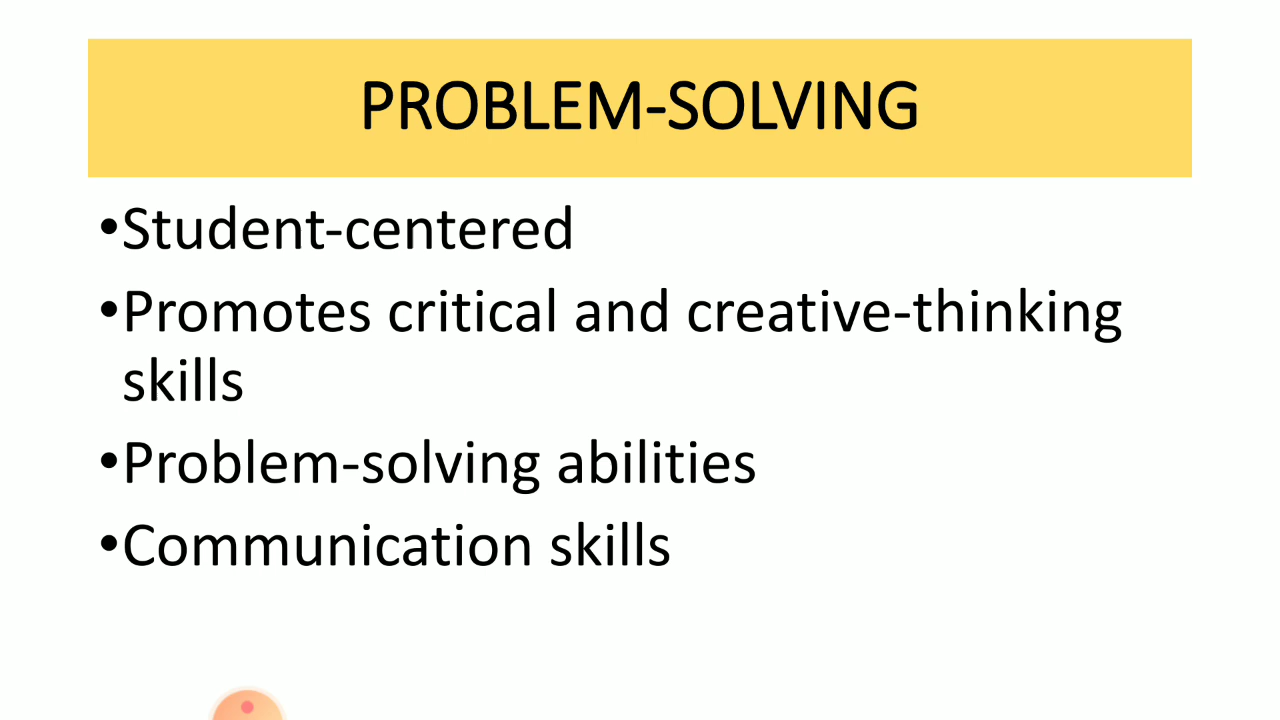 PROBLEM-SOLVING
•Student-centered
•Promotes critical and creative-thinking
skills
•Problem-solving abilities
•Communication skills